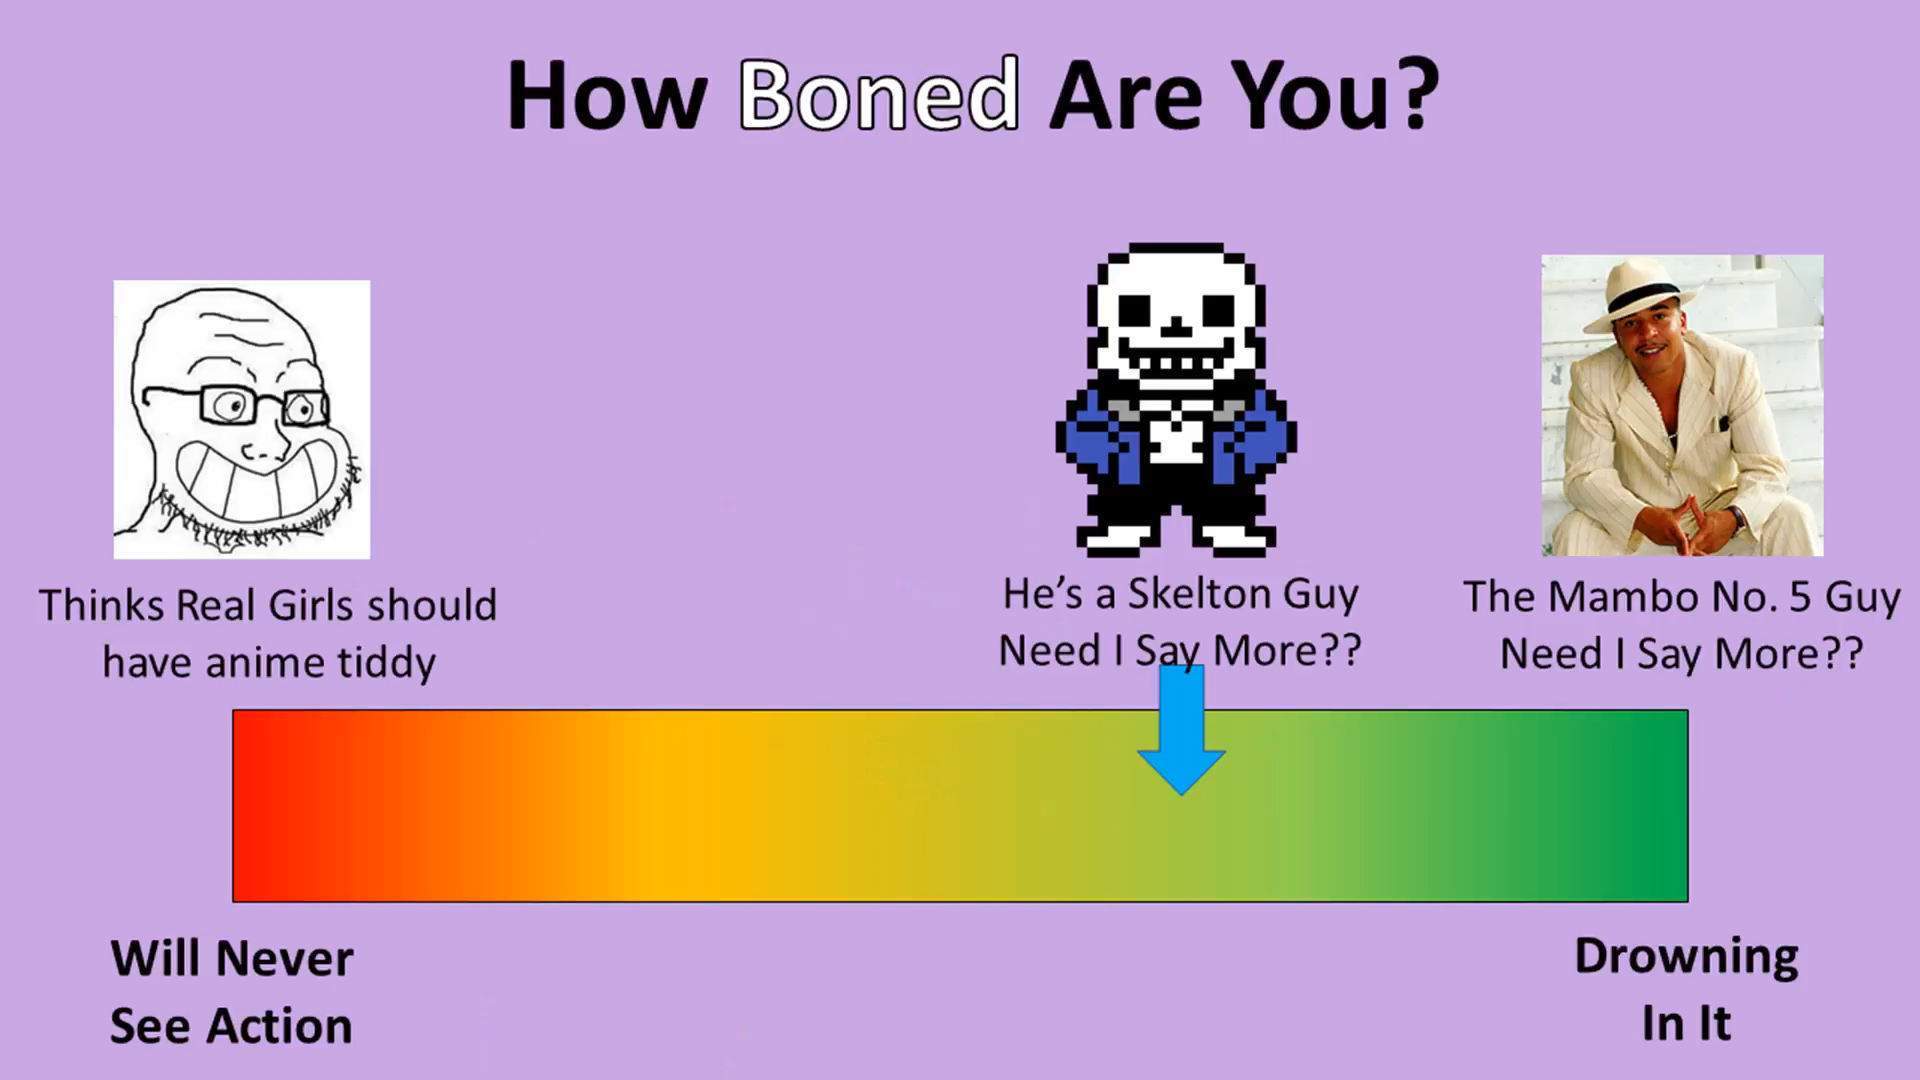 How Boned Are You?
Thinks Real Girls should
have anime tiddy
He's a Skelton Guy
Need I Say More??
The Mambo No. 5 Guy
Need I Say More??
Will Never
See Action
Drowning
In It